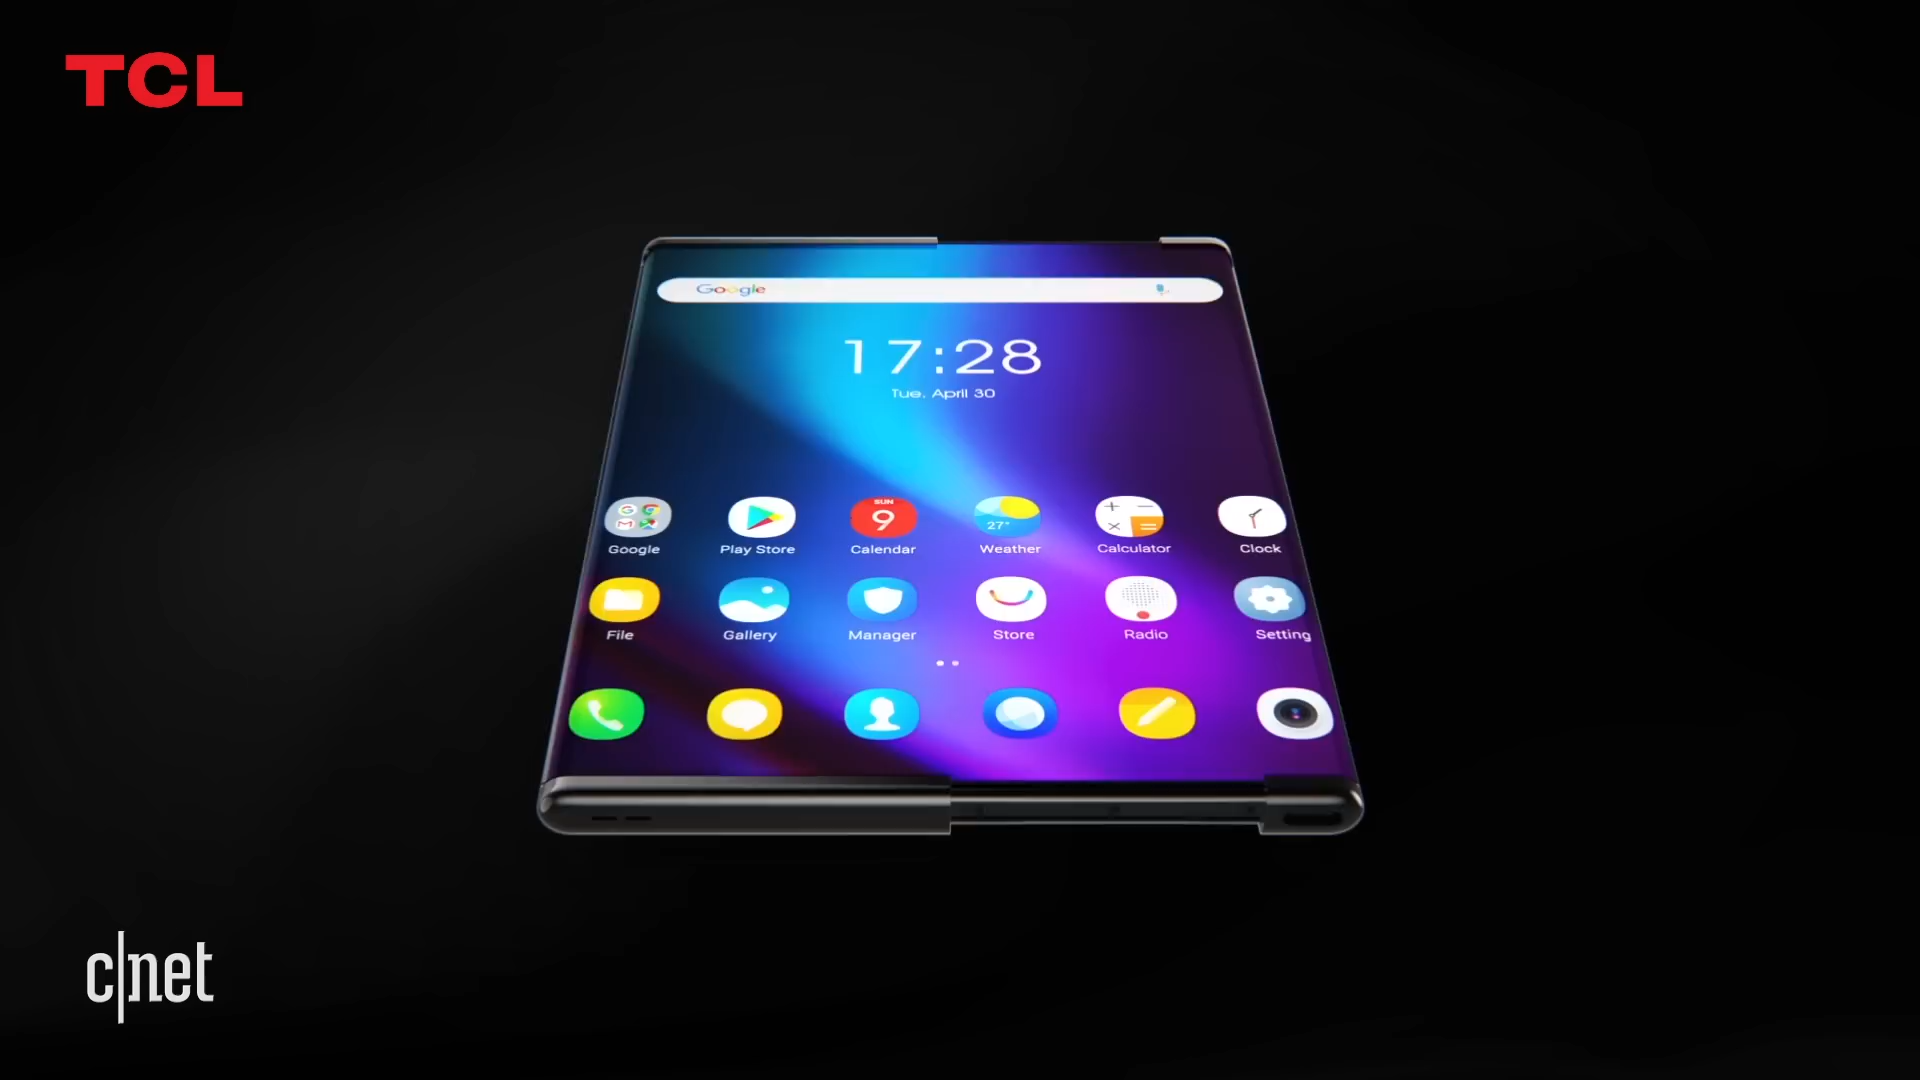 TCL
Google
17:28
Tue, April 30
SUN
9
27°
Google Play Store Calendar Weather Calculator Clock
File Gallery Manager Store Radio Setting
c|net